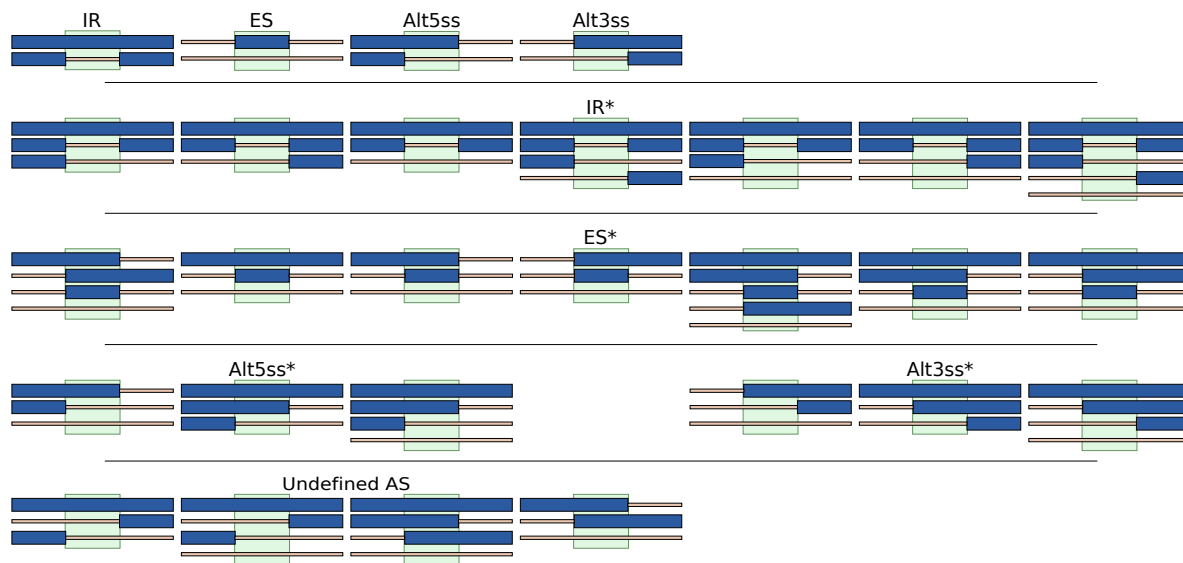 IR ES Alt5ss Alt3ss
IR*
ES*
Alt5ss* Alt3ss*
Undefined AS